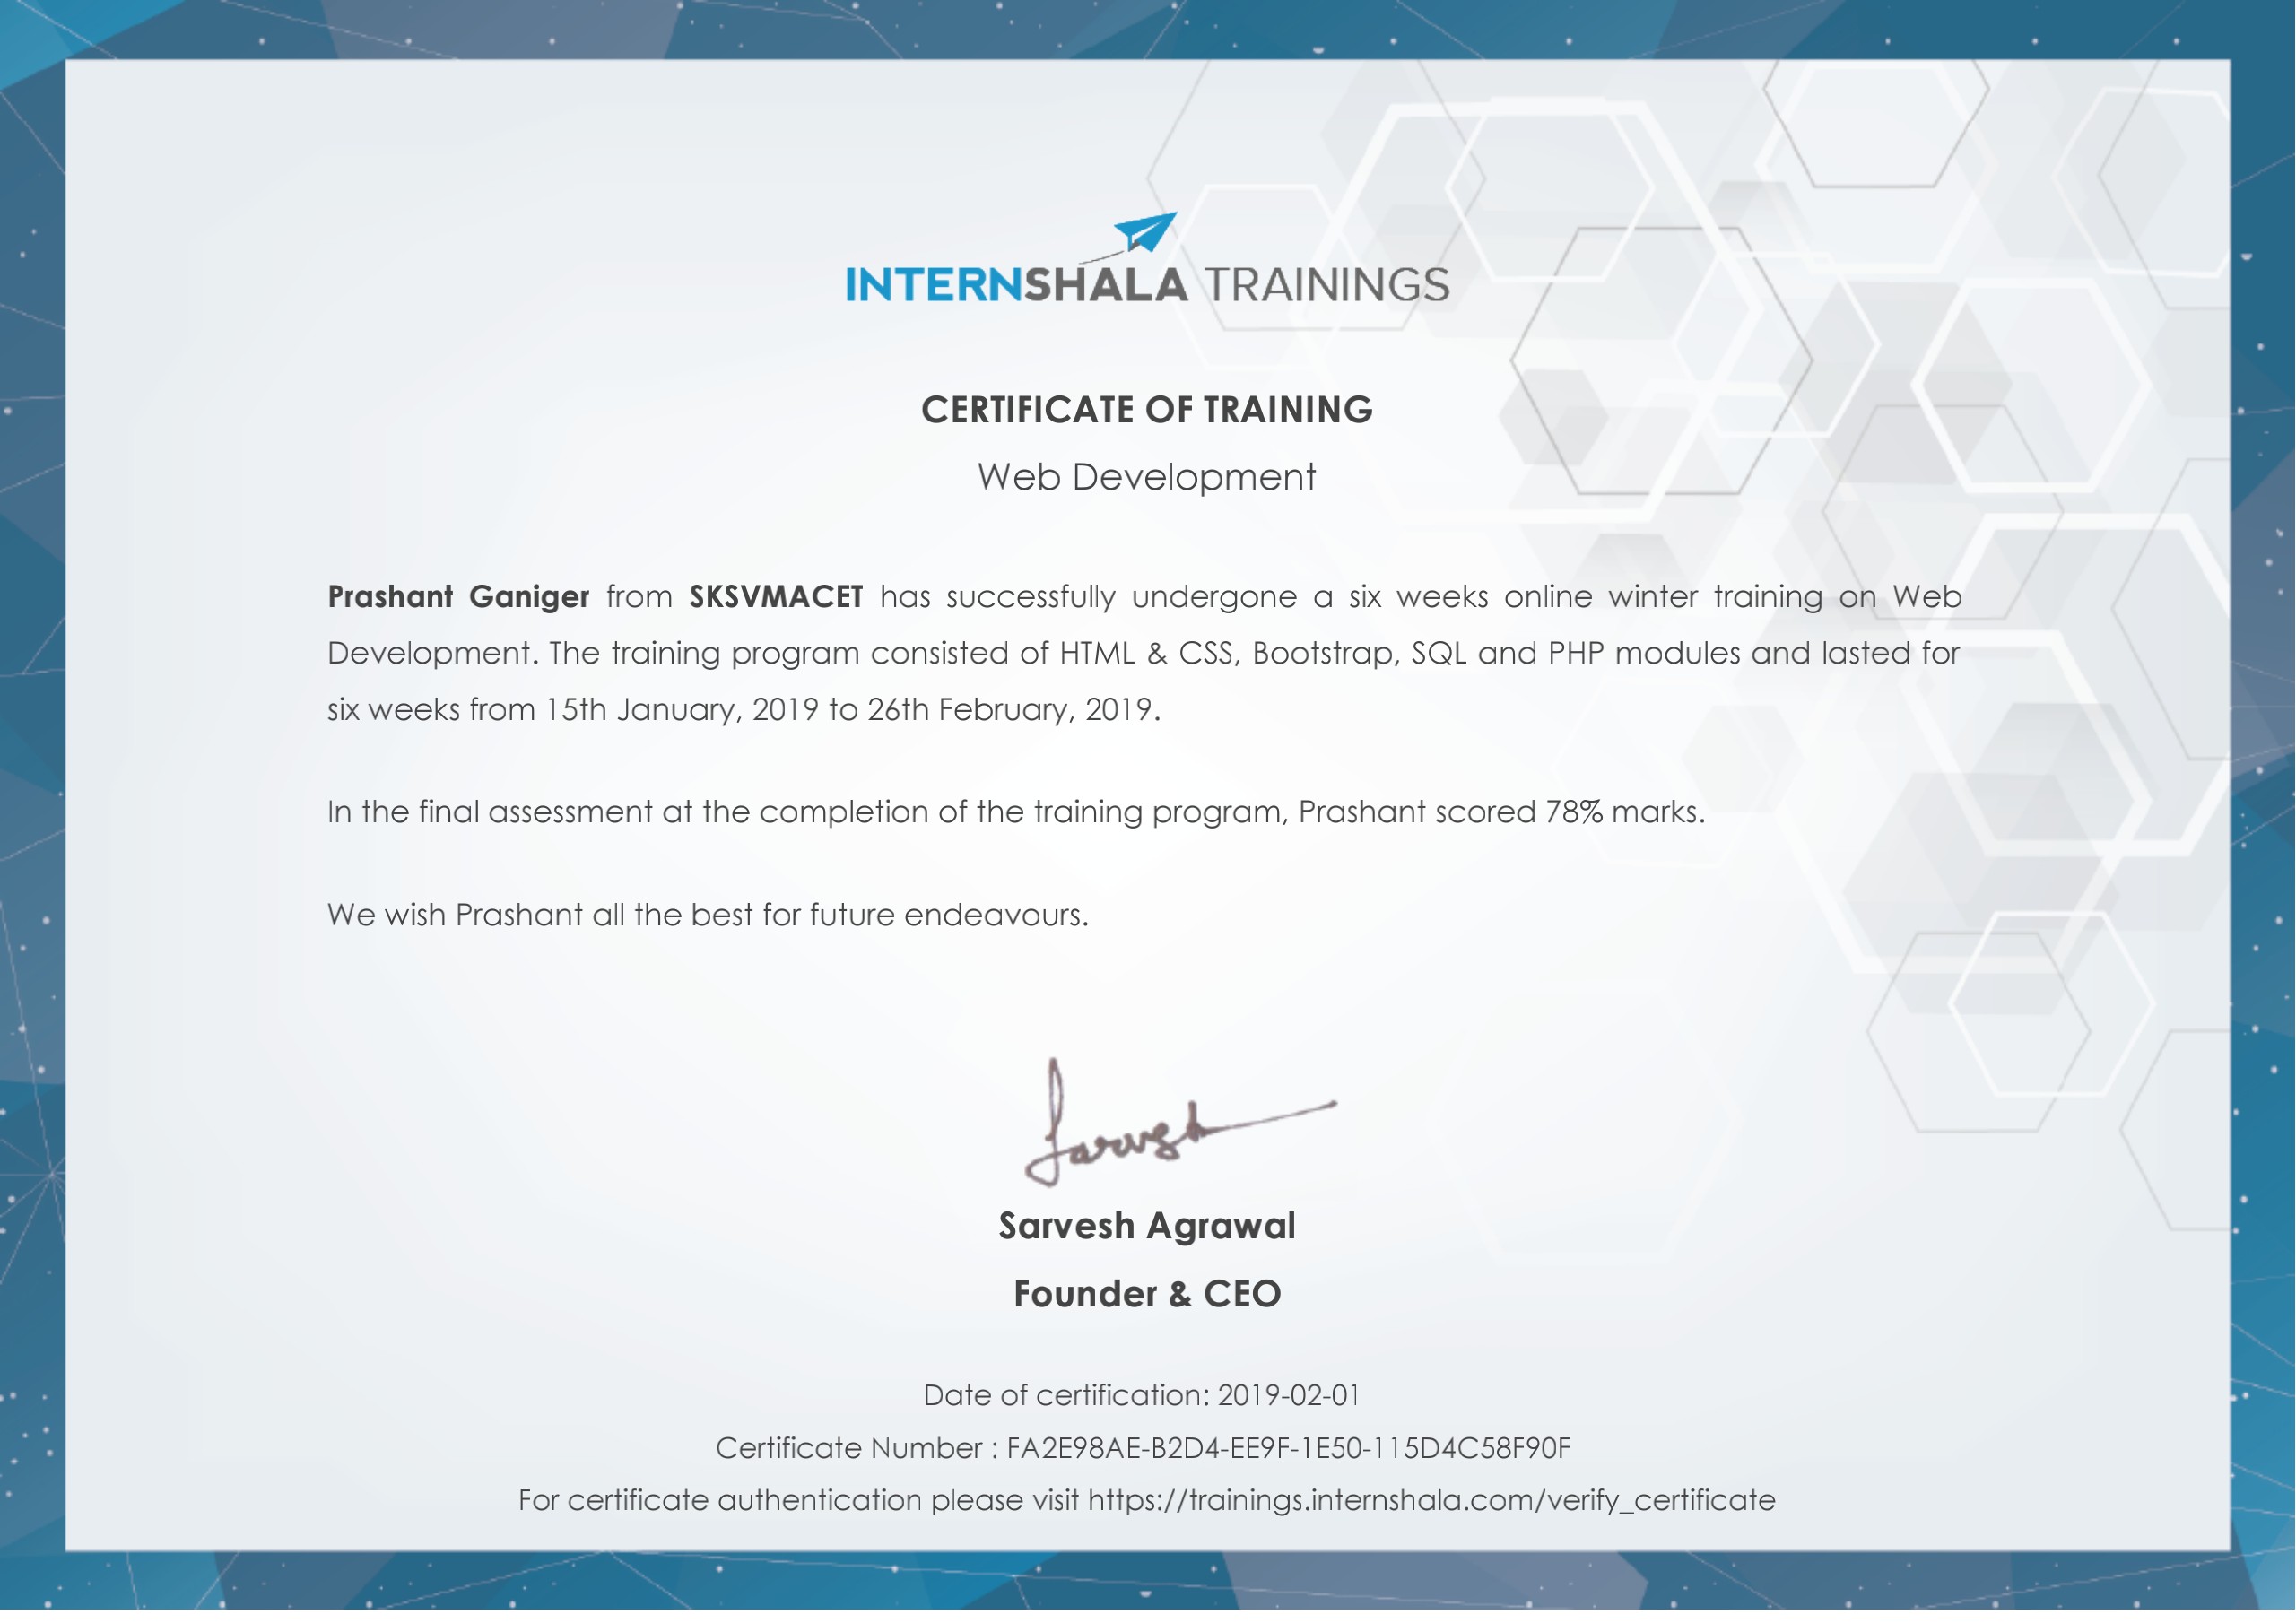 INTERNSHALA TRAININGS
CERTIFICATE OF TRAINING
Web Development
Prashant Ganiger from SKSVMACET has successfully undergone a six weeks online winter training on Web
Development. The training program consisted of HTML & CSS, Bootstrap, SQL and PHP modules and lasted for
six weeks from 15th January, 2019 to 26th February, 2019.
In the final assessment at the completion of the training program, Prashant scored 78% marks.
We wish Prashant all the best for future endeavours.
Sarvesh
Sarvesh Agrawal
Founder & CEO
Date of certification: 2019-02-01
Certificate Number : FA2E98AE-B2D4-EE9F-1E50-115D4C58F90F
For certificate authentication please visit https://trainings.internshala.com/verify_certificate